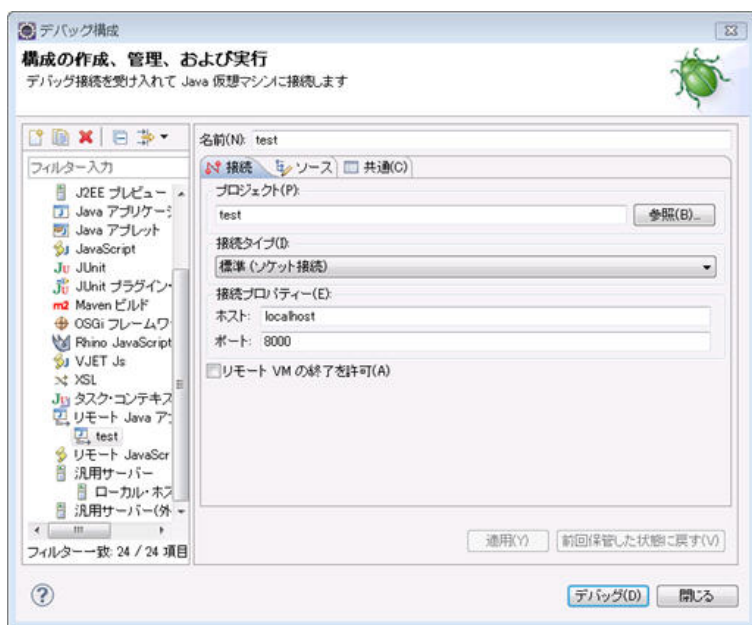 デバッグ構成
構成の作成、管理、および実行
デバッグ接続を受け入れて Java 仮想マシンに接続します
名前(N): test
フィルター入力
接続
ソース
共通(C)
J2EE プレビュー
Java アプリケーシ
Java アプレット
JavaScript
JUnit
JUnit プラグイン・
Maven ビルド
OSGi フレームワ
Rhino JavaScript
VJET Js
XSL
タスク・コンテキス
リモート Java ア
test
リモート JavaScr
汎用サーバー
ローカル・ホス
汎用サーバー(外
フィルター一致: 24 / 24 項目
プロジェクト(P):
test
参照(B)...
接続タイプ(I):
標準 (ソケット接続)
接続プロパティー(E):
ホスト: localhost
ポート: 8000
リモート VM の終了を許可(A)
適用(Y)
前回保管した状態に戻す(V)
デバッグ(D)
閉じる